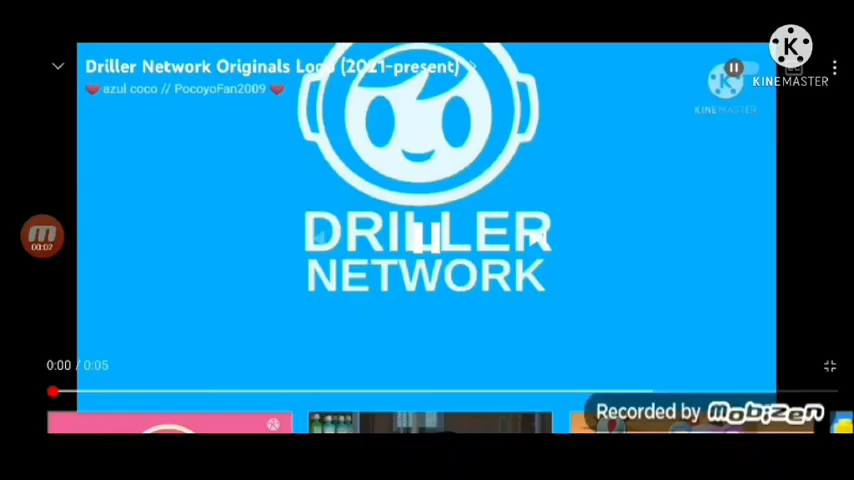 Driller Network Originals Logo (2021-present)
azul coco // PocoyoFan2009
KINEMASTER
KINEMASTER
DRILLER
NETWORK
00:02
0:00 / 0:05
Recorded by Mobizen